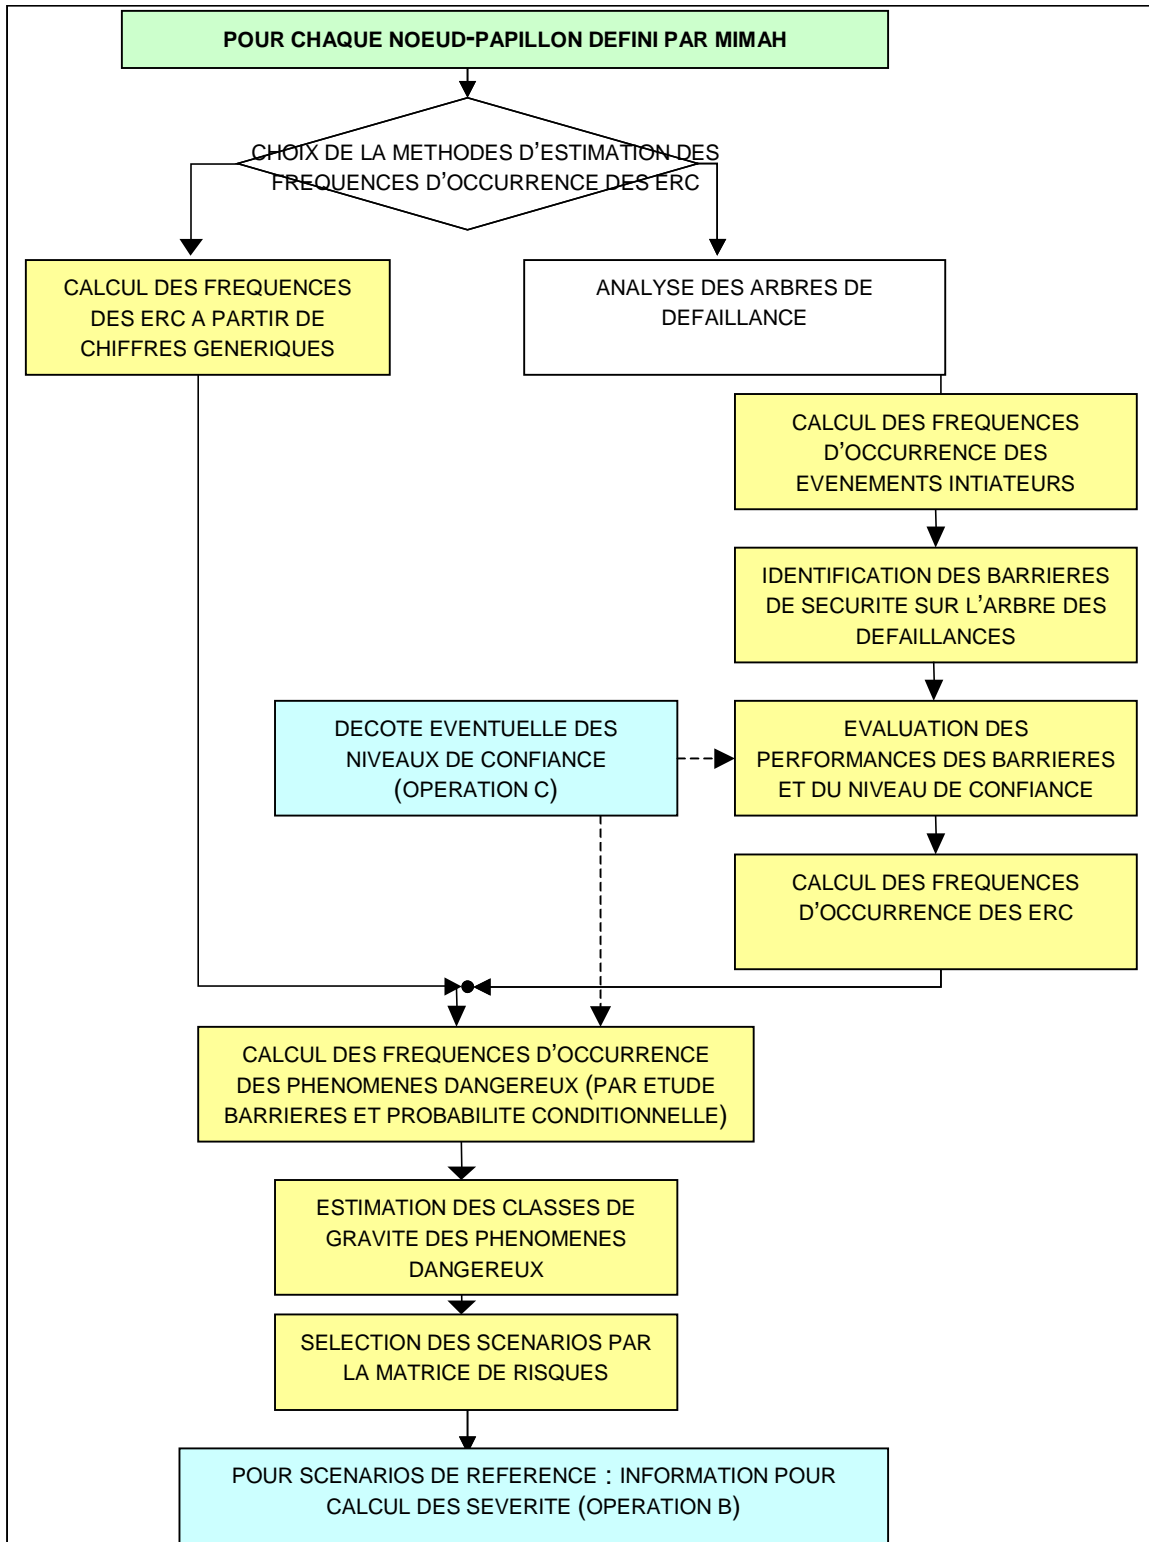 POUR CHAQUE NOEUD-PAPILLON DEFINI PAR MIMAH
CHOIX DE LA METHODES D'ESTIMATION DES
FREQUENCES D'OCCURRENCE DES ERC
CALCUL DES FREQUENCES
DES ERC A PARTIR DE
CHIFFRES GENERIQUES
ANALYSE DES ARBRES DE
DEFAILLANCE
CALCUL DES FREQUENCES
D'OCCURRENCE DES
EVENEMENTS INTIATEURS
IDENTIFICATION DES BARRIERES
DE SECURITE SUR L'ARBRE DES
DEFAILLANCES
DECOTE EVENTUELLE DES
NIVEAUX DE CONFIANCE
(OPERATION C)
EVALUATION DES
PERFORMANCES DES BARRIERES
ET DU NIVEAU DE CONFIANCE
CALCUL DES FREQUENCES
D'OCCURRENCE DES ERC
CALCUL DES FREQUENCES D'OCCURRENCE
DES PHENOMENES DANGEREUX (PAR ETUDE
BARRIERES ET PROBABILITE CONDITIONNELLE)
ESTIMATION DES CLASSES DE
GRAVITE DES PHENOMENES
DANGEREUX
SELECTION DES SCENARIOS PAR
LA MATRICE DE RISQUES
POUR SCENARIOS DE REFERENCE : INFORMATION POUR
CALCUL DES SEVERITE (OPERATION B)